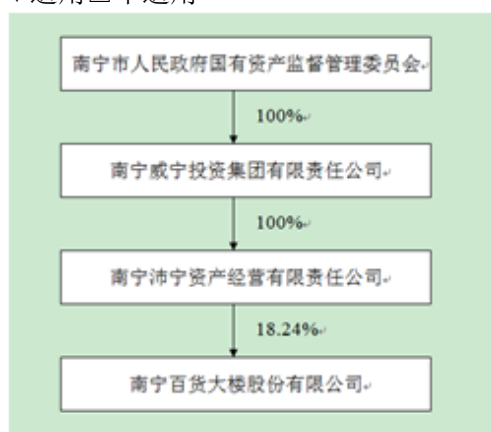 南宁市人民政府国有资产监督管理委员会
100%
南宁威宁投资集团有限责任公司
100%
南宁沛宁资产经营有限责任公司
18.24%
南宁百货大楼股份有限公司